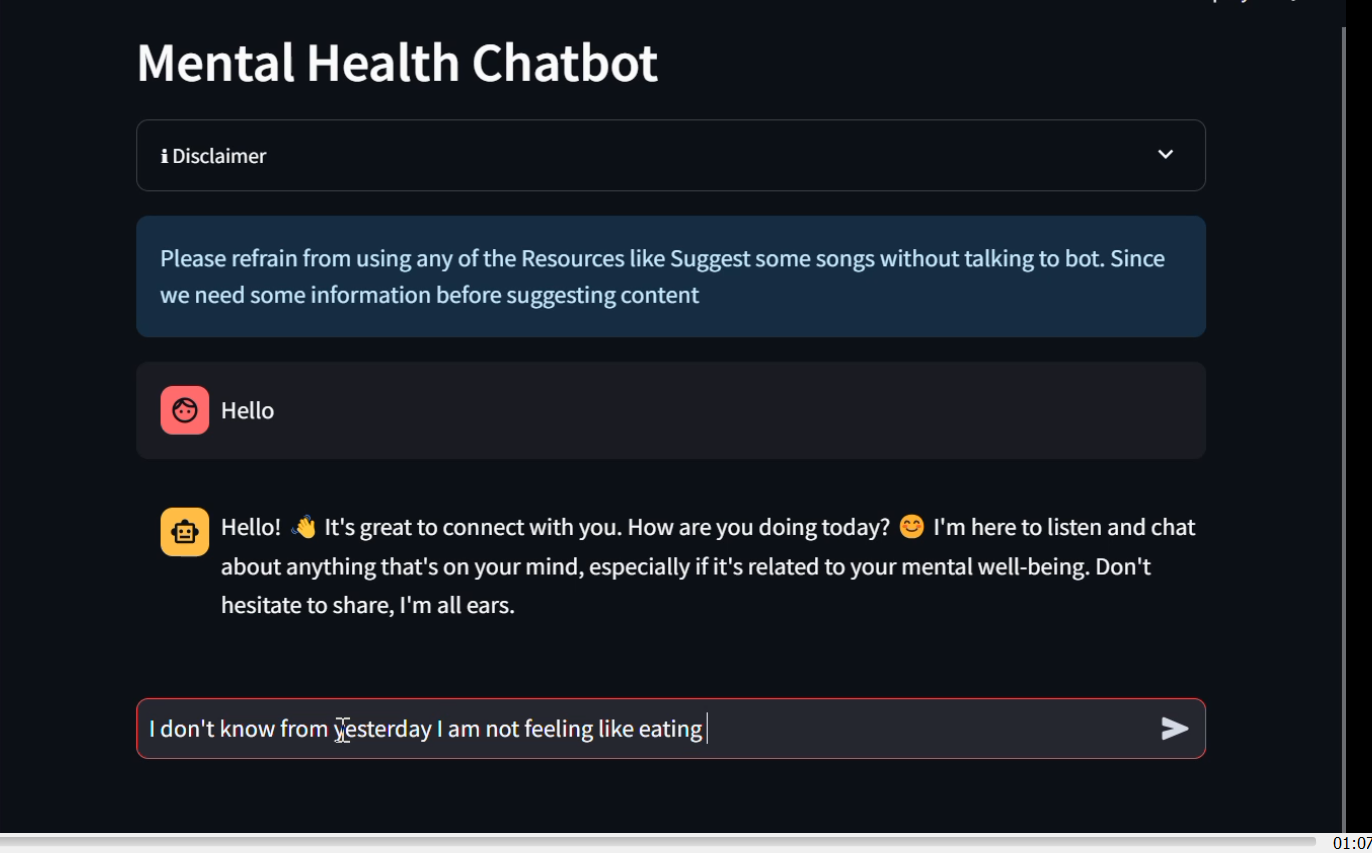 Mental Health Chatbot
ℹ Disclaimer
Please refrain from using any of the Resources like Suggest some songs without talking to bot. Since
we need some information before suggesting content
Hello
Hello! 👋 It's great to connect with you. How are you doing today? 😊 I'm here to listen and chat
about anything that's on your mind, especially if it's related to your mental well-being. Don't
hesitate to share, I'm all ears.
I don't know from yesterday I am not feeling like eating